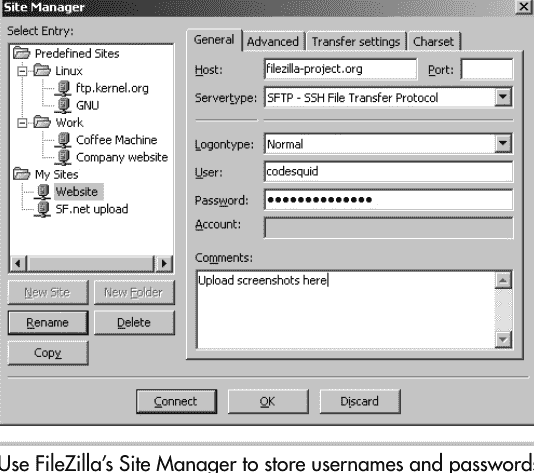 Site Manager
Select Entry:
Predefined Sites
Linux
ftp.kernel.org
GNU
Work
Coffee Machine
Company website
My Sites
Website
SF.net upload
New Site
New Folder
Rename
Delete
Copy
General
Advanced
Transfer settings
Charset
Host: filezilla-project.org Port:
Servertype: SFTP - SSH File Transfer Protocol
Logontype: Normal
User: codesquid
Password: ●●●●●●●●●●●●●●
Account:
Comments:
Upload screenshots here
Connect OK Discard
Use FileZilla's Site Manager to store usernames and passwords